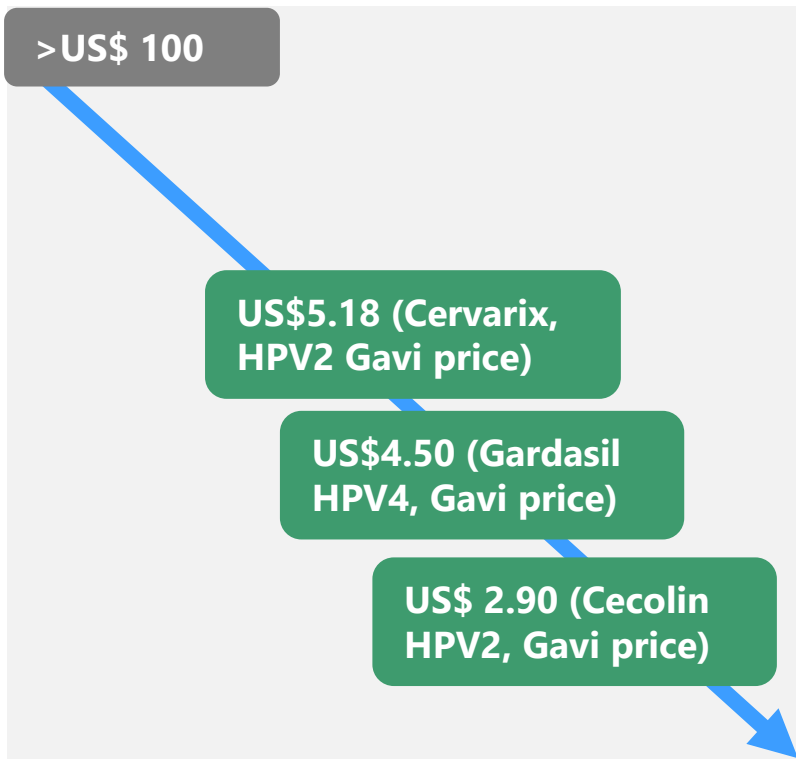 >US$ 100
US$5.18 (Cervarix,
HPV2 Gavi price)
US$4.50 (Gardasil
HPV4, Gavi price)
US$ 2.90 (Cecolin
HPV2, Gavi price)